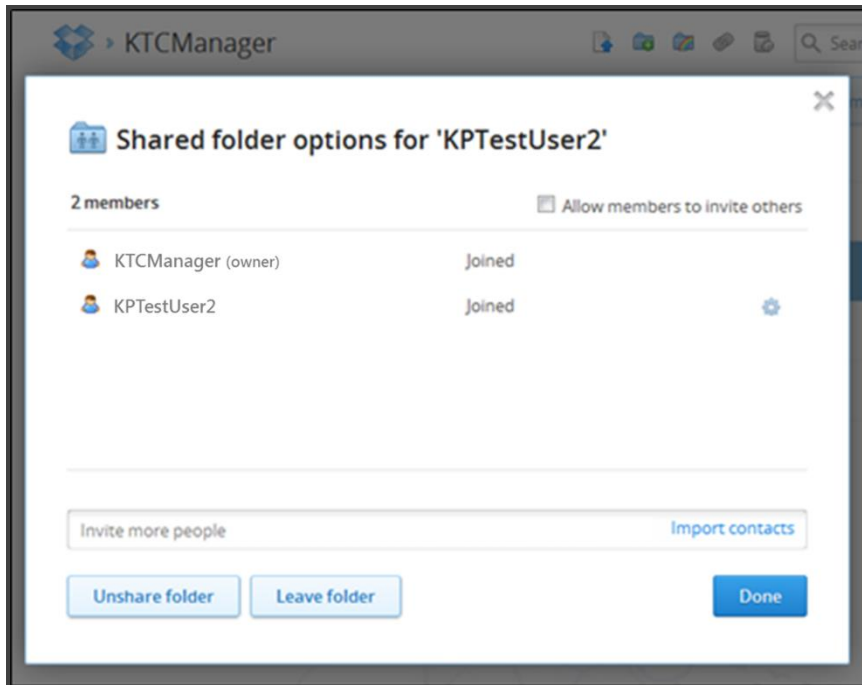 › KTCManager
Sear
Shared folder options for 'KPTestUser2'
2 members
Allow members to invite others
KTCManager (owner) Joined
KPTestUser2 Joined
Invite more people Import contacts
Unshare folder Leave folder Done